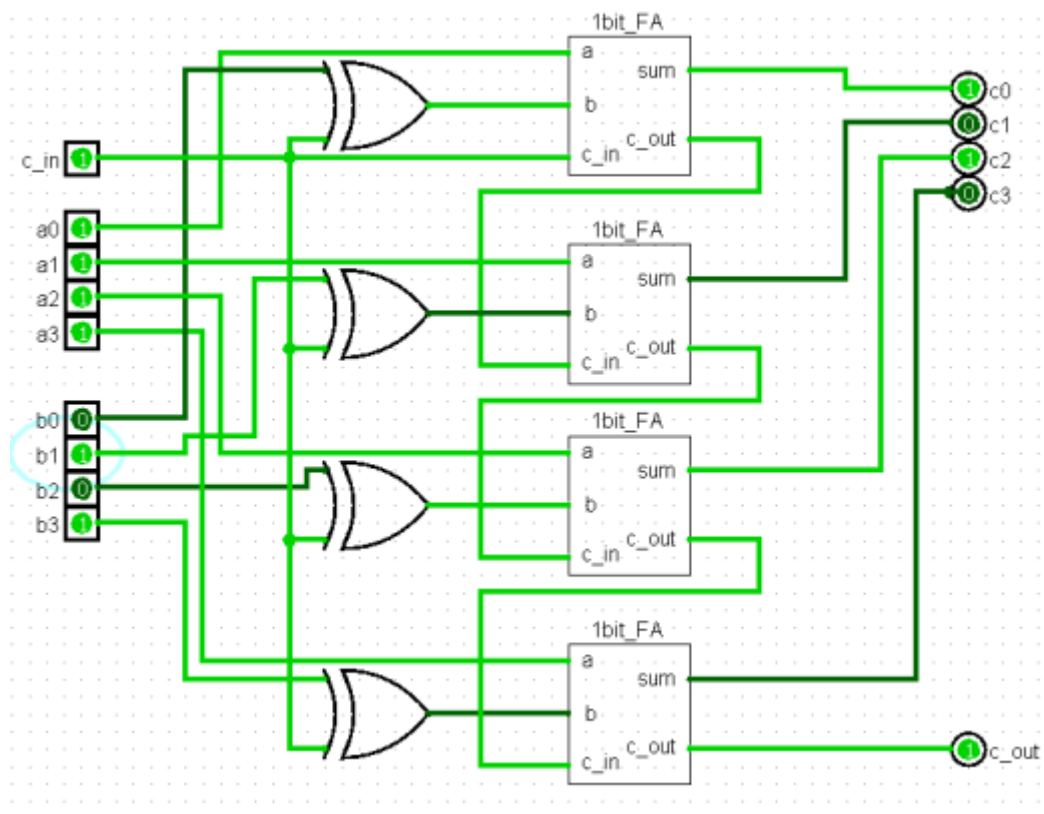 1bit_FA
a
sum
b
c_out
c_in
c_in 1
a0 1
a1 1
a2 1
a3 1
b0 0
b1 1
b2 0
b3 1
1bit_FA
a
sum
b
c_out
c_in
1bit_FA
a
sum
b
c_out
c_in
1bit_FA
a
sum
b
c_out
c_in
1 c0
0 c1
1 c2
0 c3
1 c_out